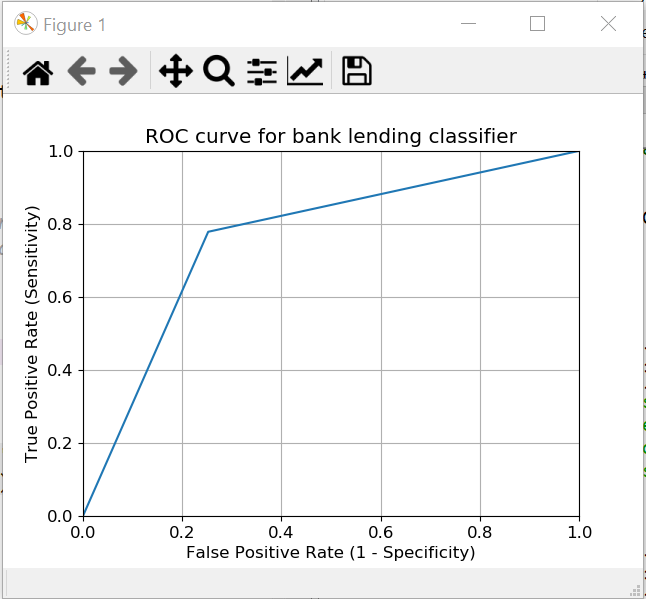 Figure 1
ROC curve for bank lending classifier
1.0
0.8
0.6
0.4
0.2
0.0
True Positive Rate (Sensitivity)
0.0 0.2 0.4 0.6 0.8 1.0
False Positive Rate (1 - Specificity)